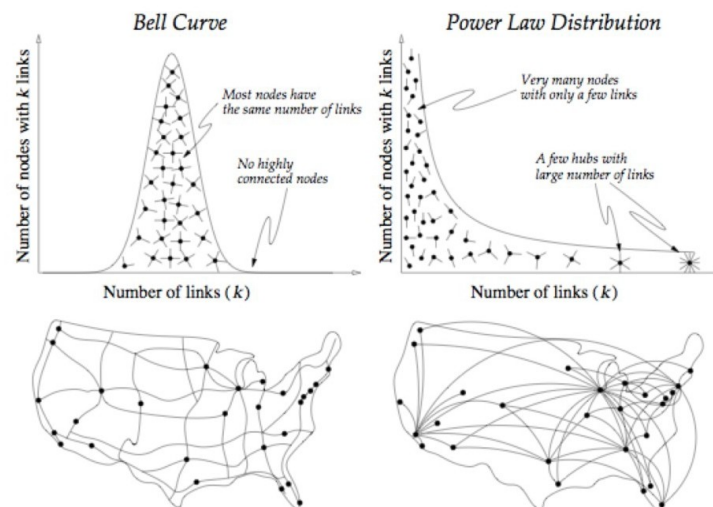 Bell Curve
Number of nodes with k links
Most nodes have
the same number of links
No highly
connected nodes
Number of links (k)
Power Law Distribution
Number of nodes with k links
Very many nodes
with only a few links
A few hubs with
large number of links
Number of links (k)